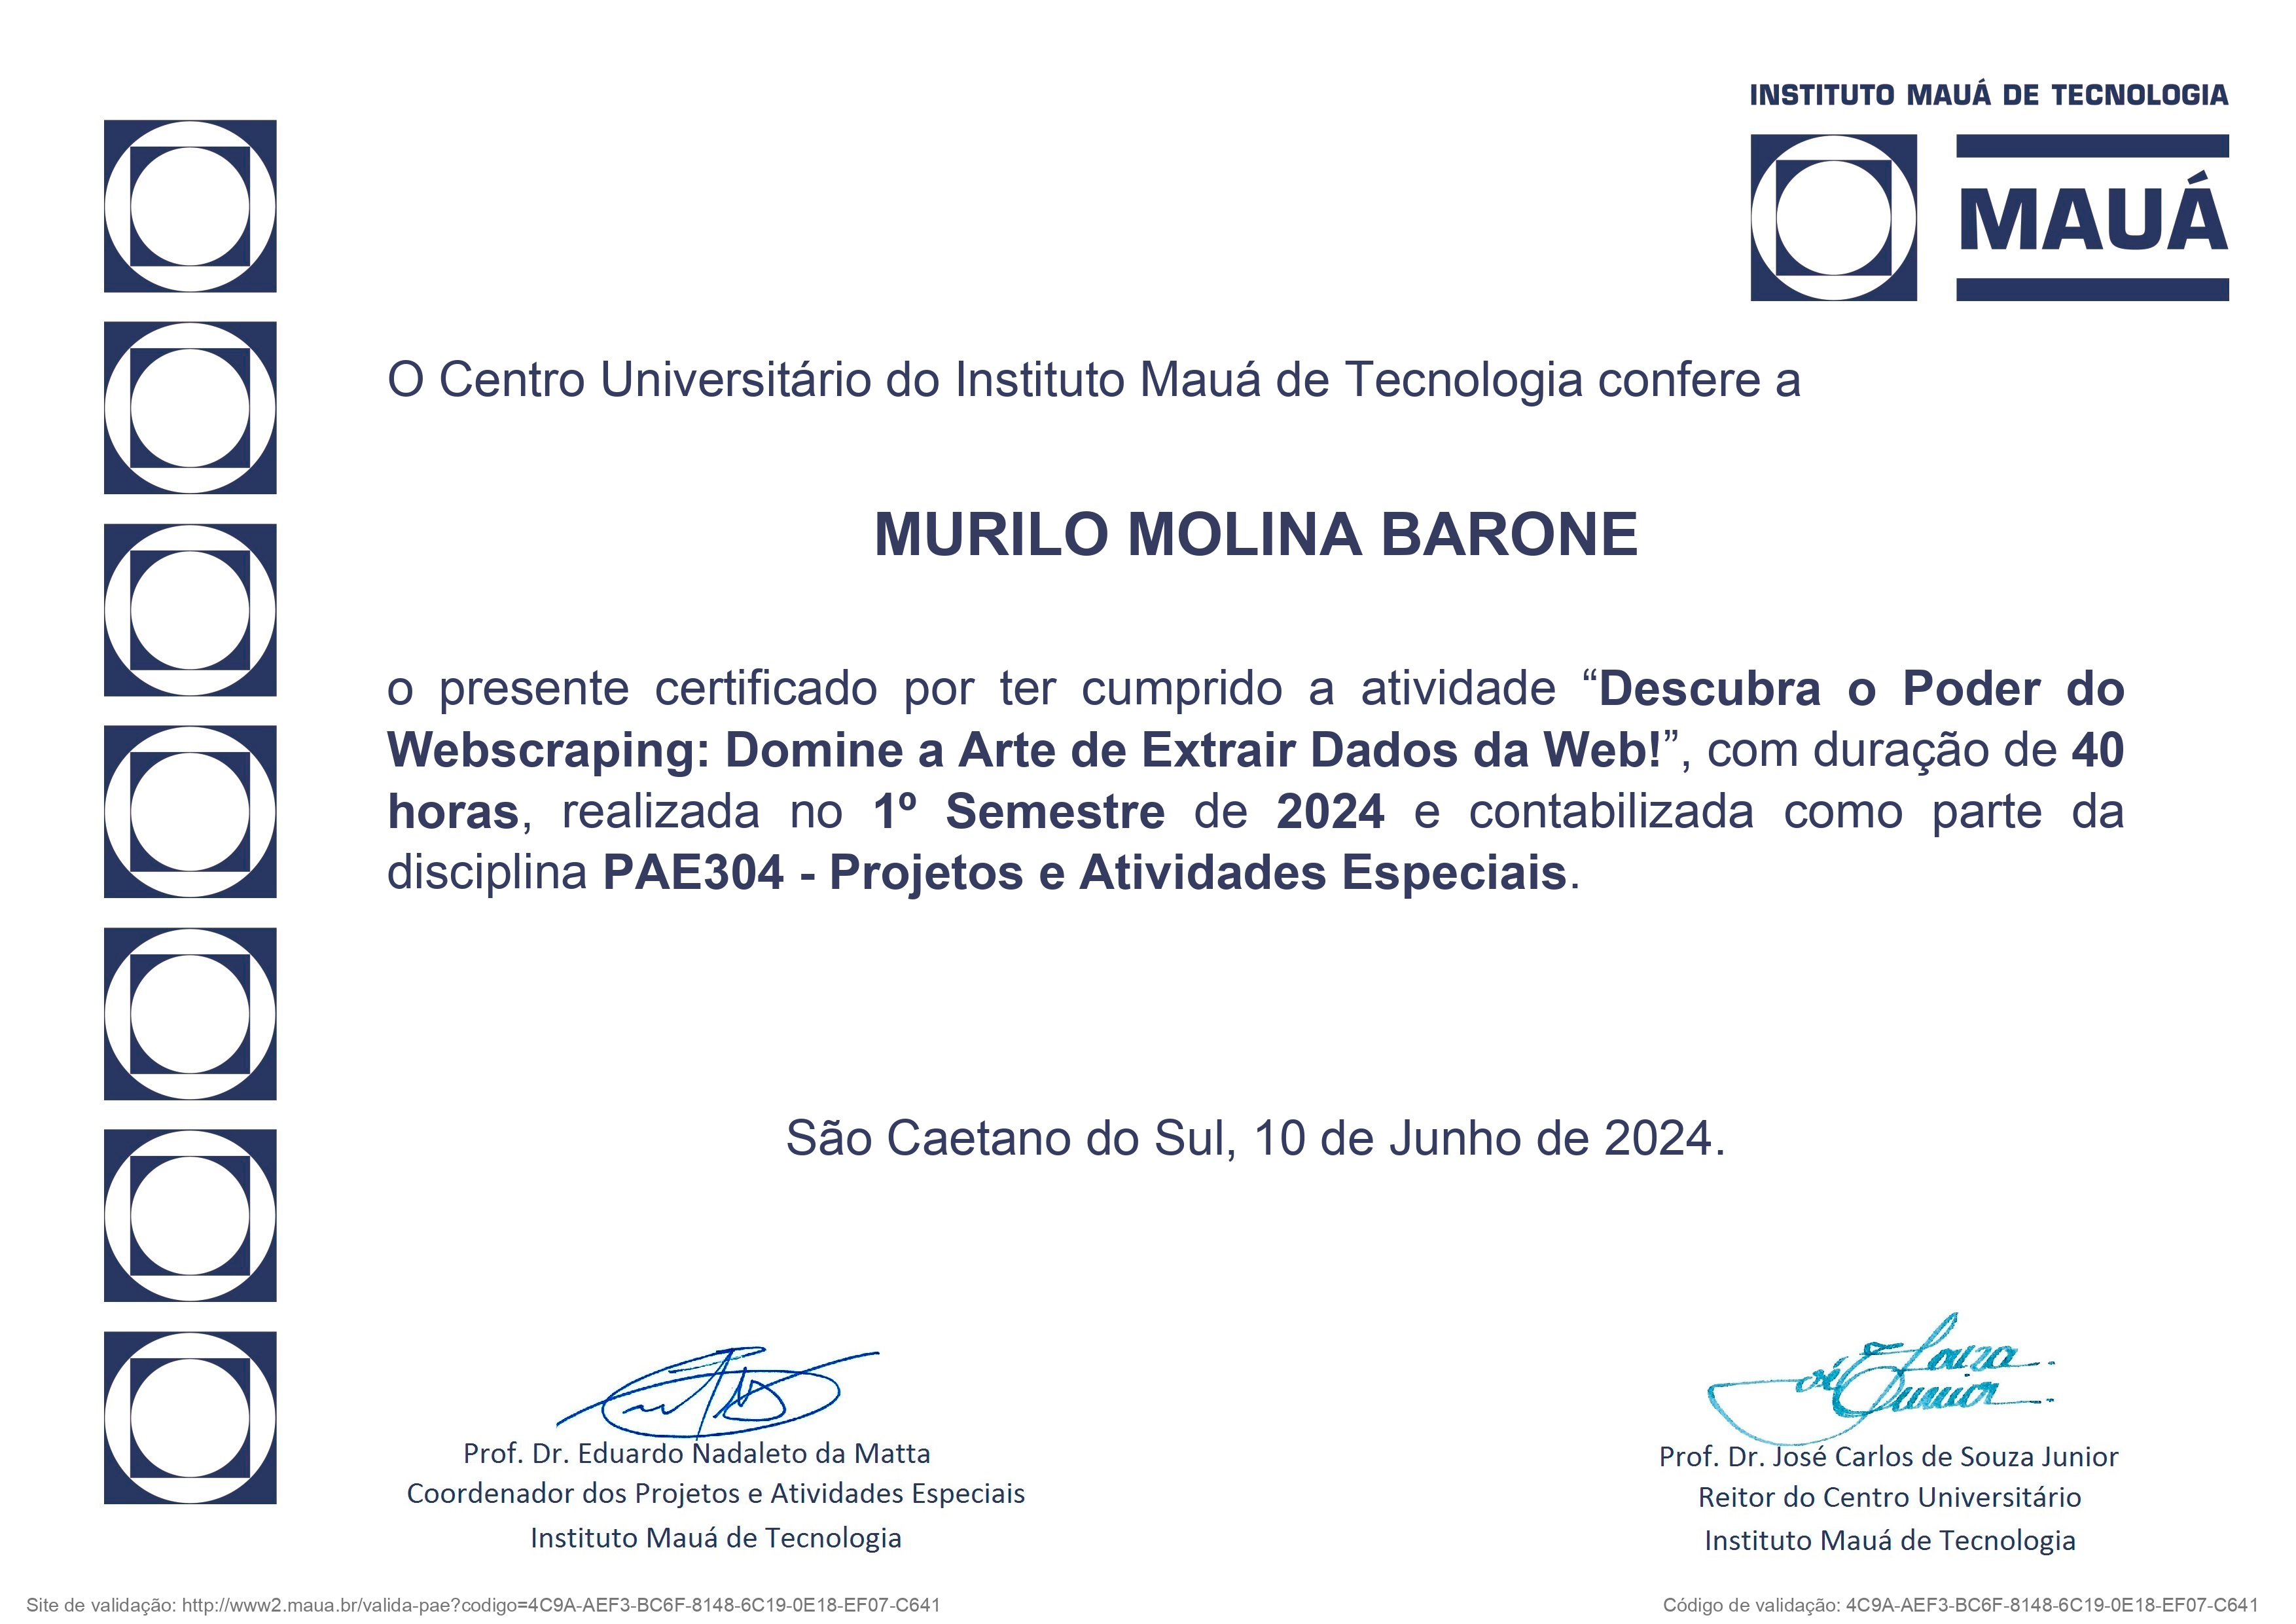 INSTITUTO MAUÁ DE TECNOLOGIA
MAUÁ
O Centro Universitário do Instituto Mauá de Tecnologia confere a
MURILO MOLINA BARONE
o presente certificado por ter cumprido a atividade “Descubra o Poder do
Webscraping: Domine a Arte de Extrair Dados da Web!”, com duração de 40
horas, realizada no 1º Semestre de 2024 e contabilizada como parte da
disciplina PAE304 - Projetos e Atividades Especiais.
São Caetano do Sul, 10 de Junho de 2024.
Souza
Junior
Prof. Dr. Eduardo Nadaleto da Matta
Coordenador dos Projetos e Atividades Especiais
Instituto Mauá de Tecnologia
Prof. Dr. José Carlos de Souza Junior
Reitor do Centro Universitário
Instituto Mauá de Tecnologia
Site de validação: http://www2.maua.br/valida-pae?codigo=4C9A-AEF3-BC6F-8148-6C19-0E18-EF07-C641
Código de validação: 4C9A-AEF3-BC6F-8148-6C19-0E18-EF07-C641